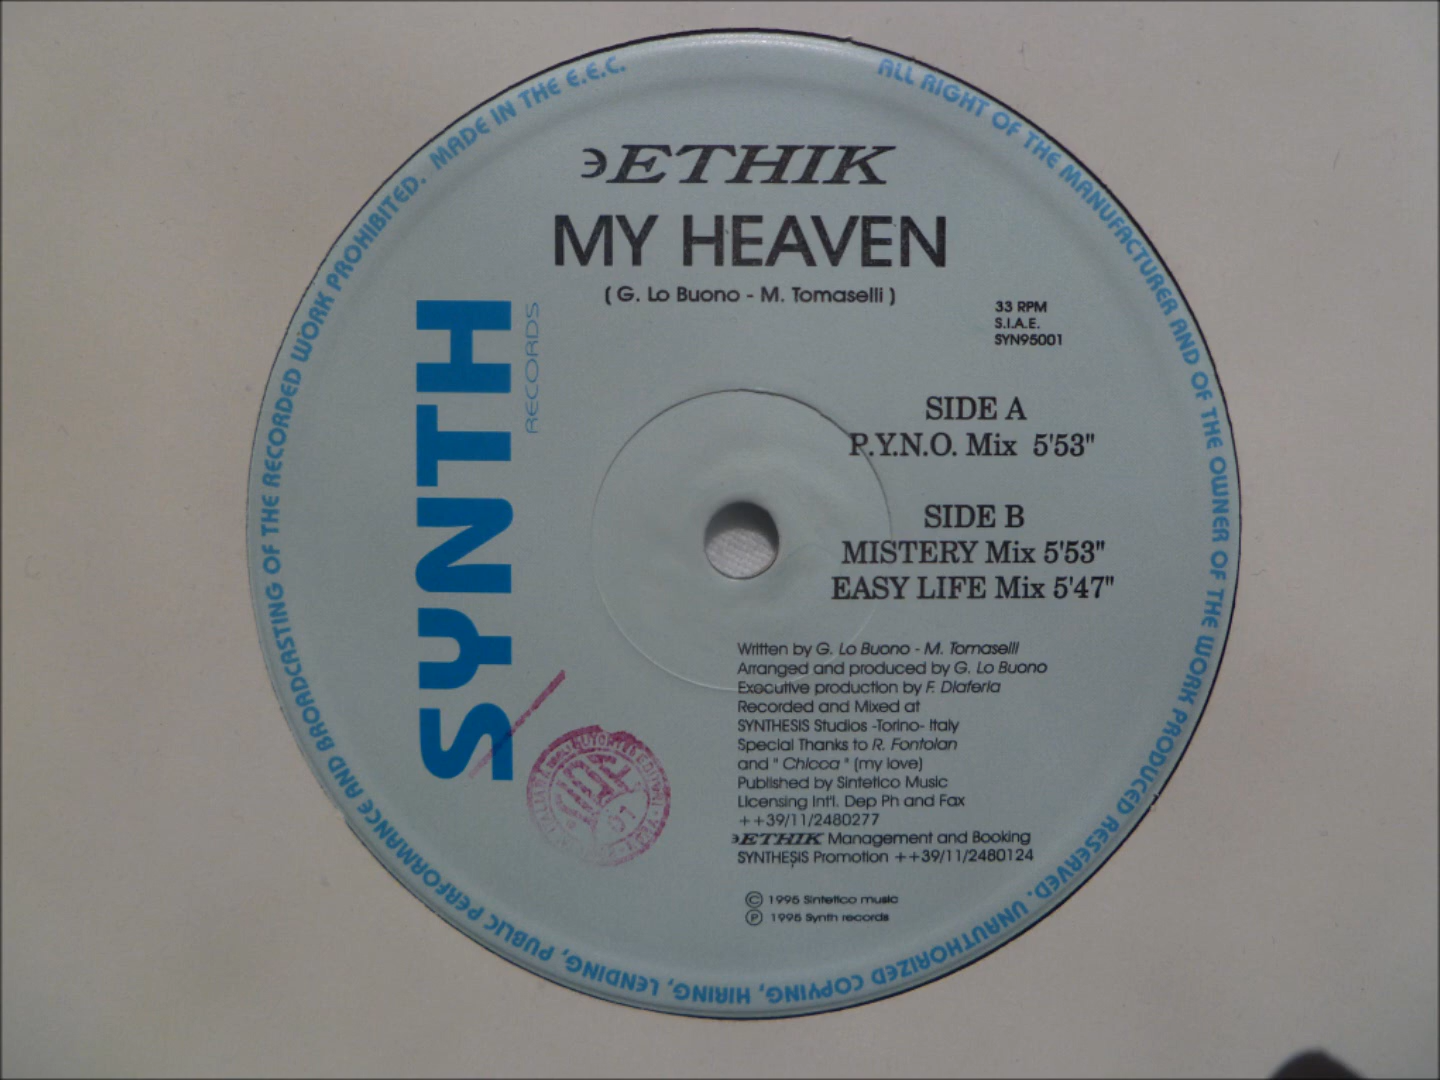 ALL RIGHT OF THE MANUFACTURER AND OF THE OWNER OF THE WORK PRODUCED RESERVED. UNAUTHORIZED COPYING, HIRING, LENDING, PUBLIC PERFORMANCE AND BROADCASTING OF THE RECORDED WORK PROHIBITED. MADE IN THE E.E.C.
϶ETHIK
MY HEAVEN
( G. Lo Buono - M. Tomaselli )
SYNTH
RECORDS
33 RPM
S.I.A.E.
SYN95001
SIDE A
P.Y.N.O. Mix 5'53"
SIDE B
MISTERY Mix 5'53"
EASY LIFE Mix 5'47"
Written by G. Lo Buono - M. Tomaselli
Arranged and produced by G. Lo Buono
Executive production by F. Diaferia
Recorded and Mixed at
SYNTHESIS Studios -Torino- Italy
Special Thanks to R. Fontolan
and " Chicca " (my love)
Published by Sintetico Music
Licensing Int'l. Dep Ph and Fax
++39/11/2480277
϶ETHIK Management and Booking
SYNTHESIS Promotion ++39/11/2480124
© 1995 Sintetico music
℗ 1995 Synth records